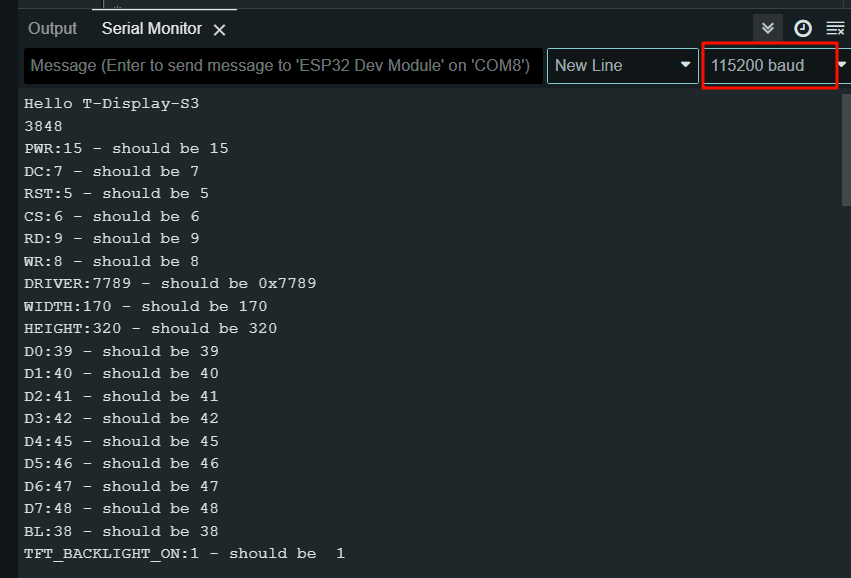 Output Serial Monitor
Message (Enter to send message to 'ESP32 Dev Module' on 'COM8') New Line 115200 baud
Hello T-Display-S3
3848
PWR:15 - should be 15
DC:7 - should be 7
RST:5 - should be 5
CS:6 - should be 6
RD:9 - should be 9
WR:8 - should be 8
DRIVER:7789 - should be 0x7789
WIDTH:170 - should be 170
HEIGHT:320 - should be 320
D0:39 - should be 39
D1:40 - should be 40
D2:41 - should be 41
D3:42 - should be 42
D4:45 - should be 45
D5:46 - should be 46
D6:47 - should be 47
D7:48 - should be 48
BL:38 - should be 38
TFT_BACKLIGHT_ON:1 - should be  1